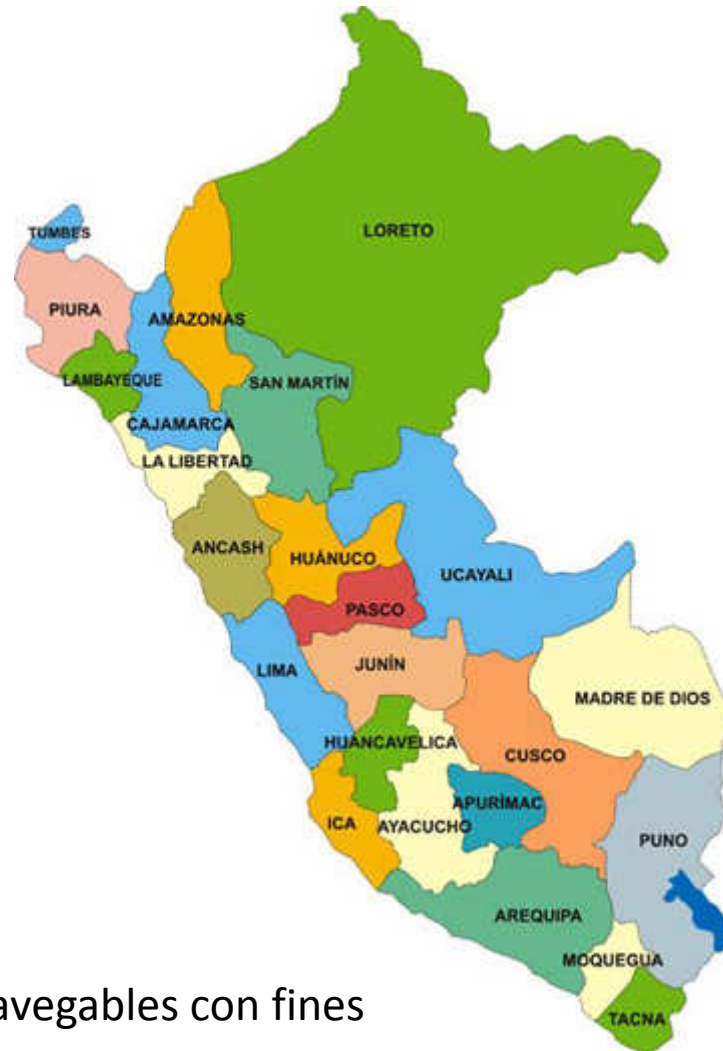 LORETO
TUMBES
PIURA
AMAZONAS
LAMBAYEQUE
SAN MARTÍN
CAJAMARCA
LA LIBERTAD
ANCASH
HUÁNUCO
UCAYALI
PASCO
LIMA
JUNÍN
MADRE DE DIOS
HUANCAVELICA
CUSCO
APURÍMAC
ICA
AYACUCHO
PUNO
AREQUIPA
MOQUEGUA
TACNA
avegables con fines